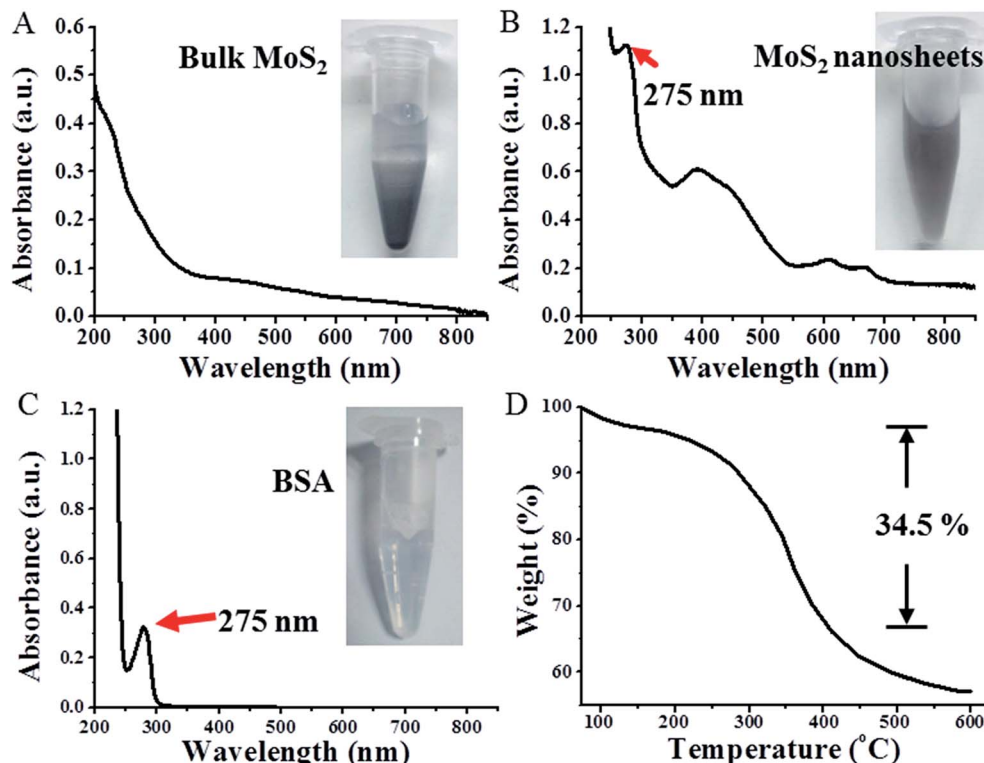 A
Bulk MoS₂
0.6
0.5
0.4
0.3
0.2
0.1
0.0
200 300 400 500 600 700 800
Absorbance (a.u.)
Wavelength (nm)
B
MoS₂ nanosheets
275 nm
1.2
1.0
0.8
0.6
0.4
0.2
0.0
200 300 400 500 600 700 800
Absorbance (a.u.)
Wavelength (nm)
C
BSA
275 nm
1.2
1.0
0.8
0.6
0.4
0.2
0.0
200 300 400 500 600 700 800
Absorbance (a.u.)
Wavelength (nm)
D
34.5 %
100
90
80
70
60
100 200 300 400 500 600
Weight (%)
Temperature (°C)